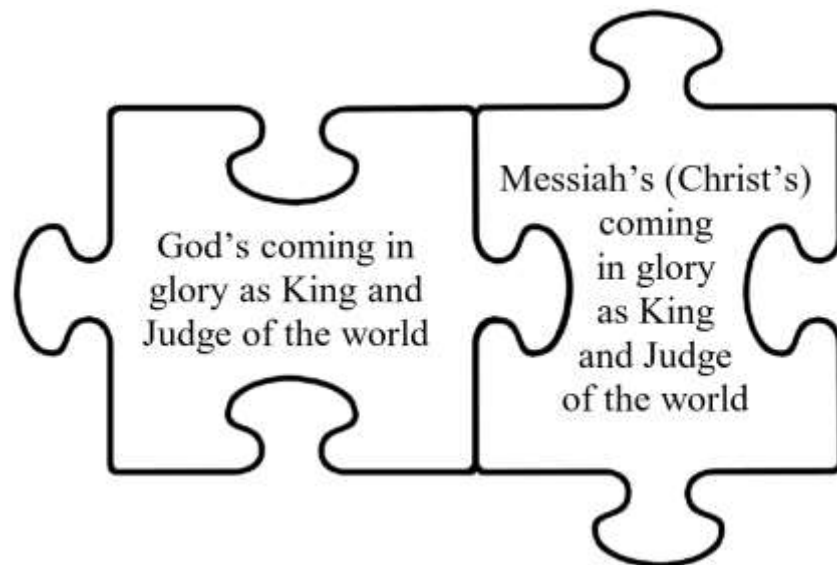 God’s coming in
glory as King and
Judge of the world
Messiah’s (Christ’s)
coming
in glory
as King
and Judge
of the world